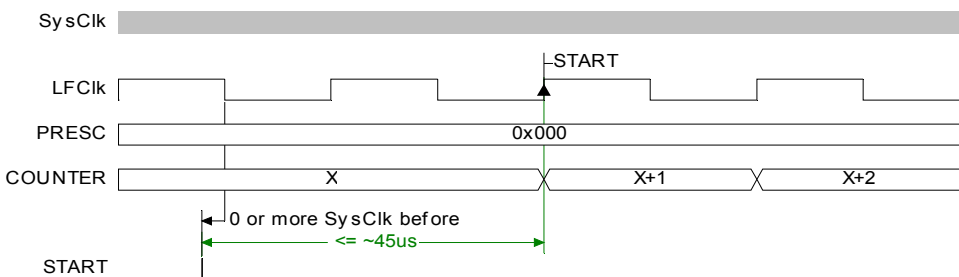 SysClk
START
LFClk
PRESC 0x000
COUNTER X X+1 X+2
0 or more SysClk before
<= ~45us
START